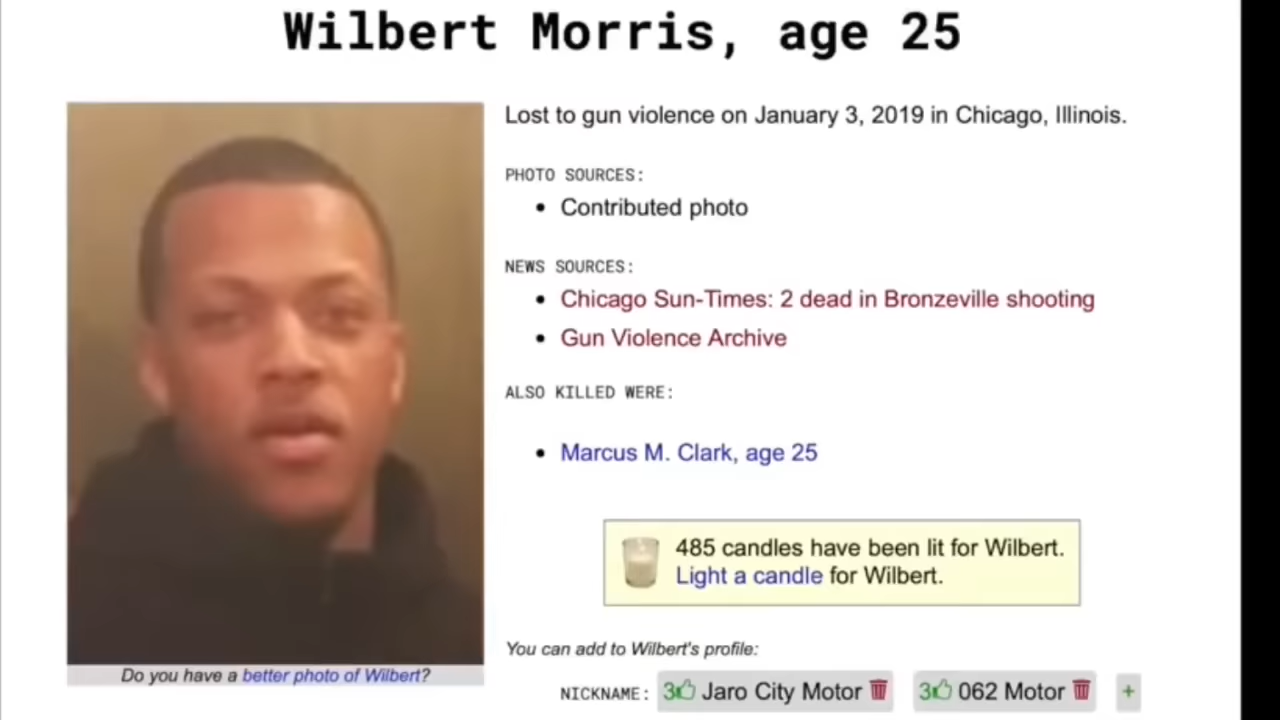 Wilbert Morris, age 25
Lost to gun violence on January 3, 2019 in Chicago, Illinois.
PHOTO SOURCES:
Contributed photo
NEWS SOURCES:
Chicago Sun-Times: 2 dead in Bronzeville shooting
Gun Violence Archive
ALSO KILLED WERE:
Marcus M. Clark, age 25
485 candles have been lit for Wilbert.
Light a candle for Wilbert.
Do you have a better photo of Wilbert?
You can add to Wilbert's profile:
NICKNAME: 3 Jaro City Motor 3 062 Motor +